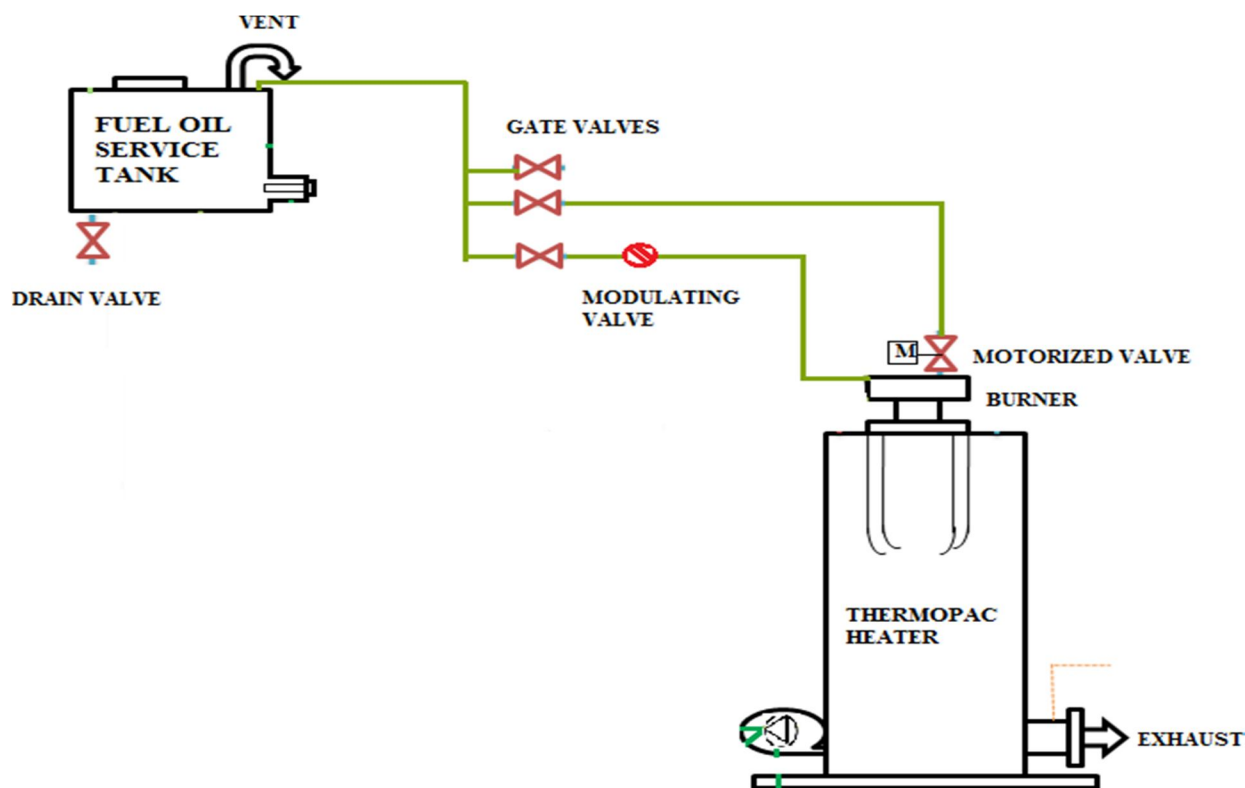 VENT
FUEL OIL
SERVICE
TANK
GATE VALVES
DRAIN VALVE
MODULATING
VALVE
M
MOTORIZED VALVE
BURNER
THERMOPAC
HEATER
EXHAUST